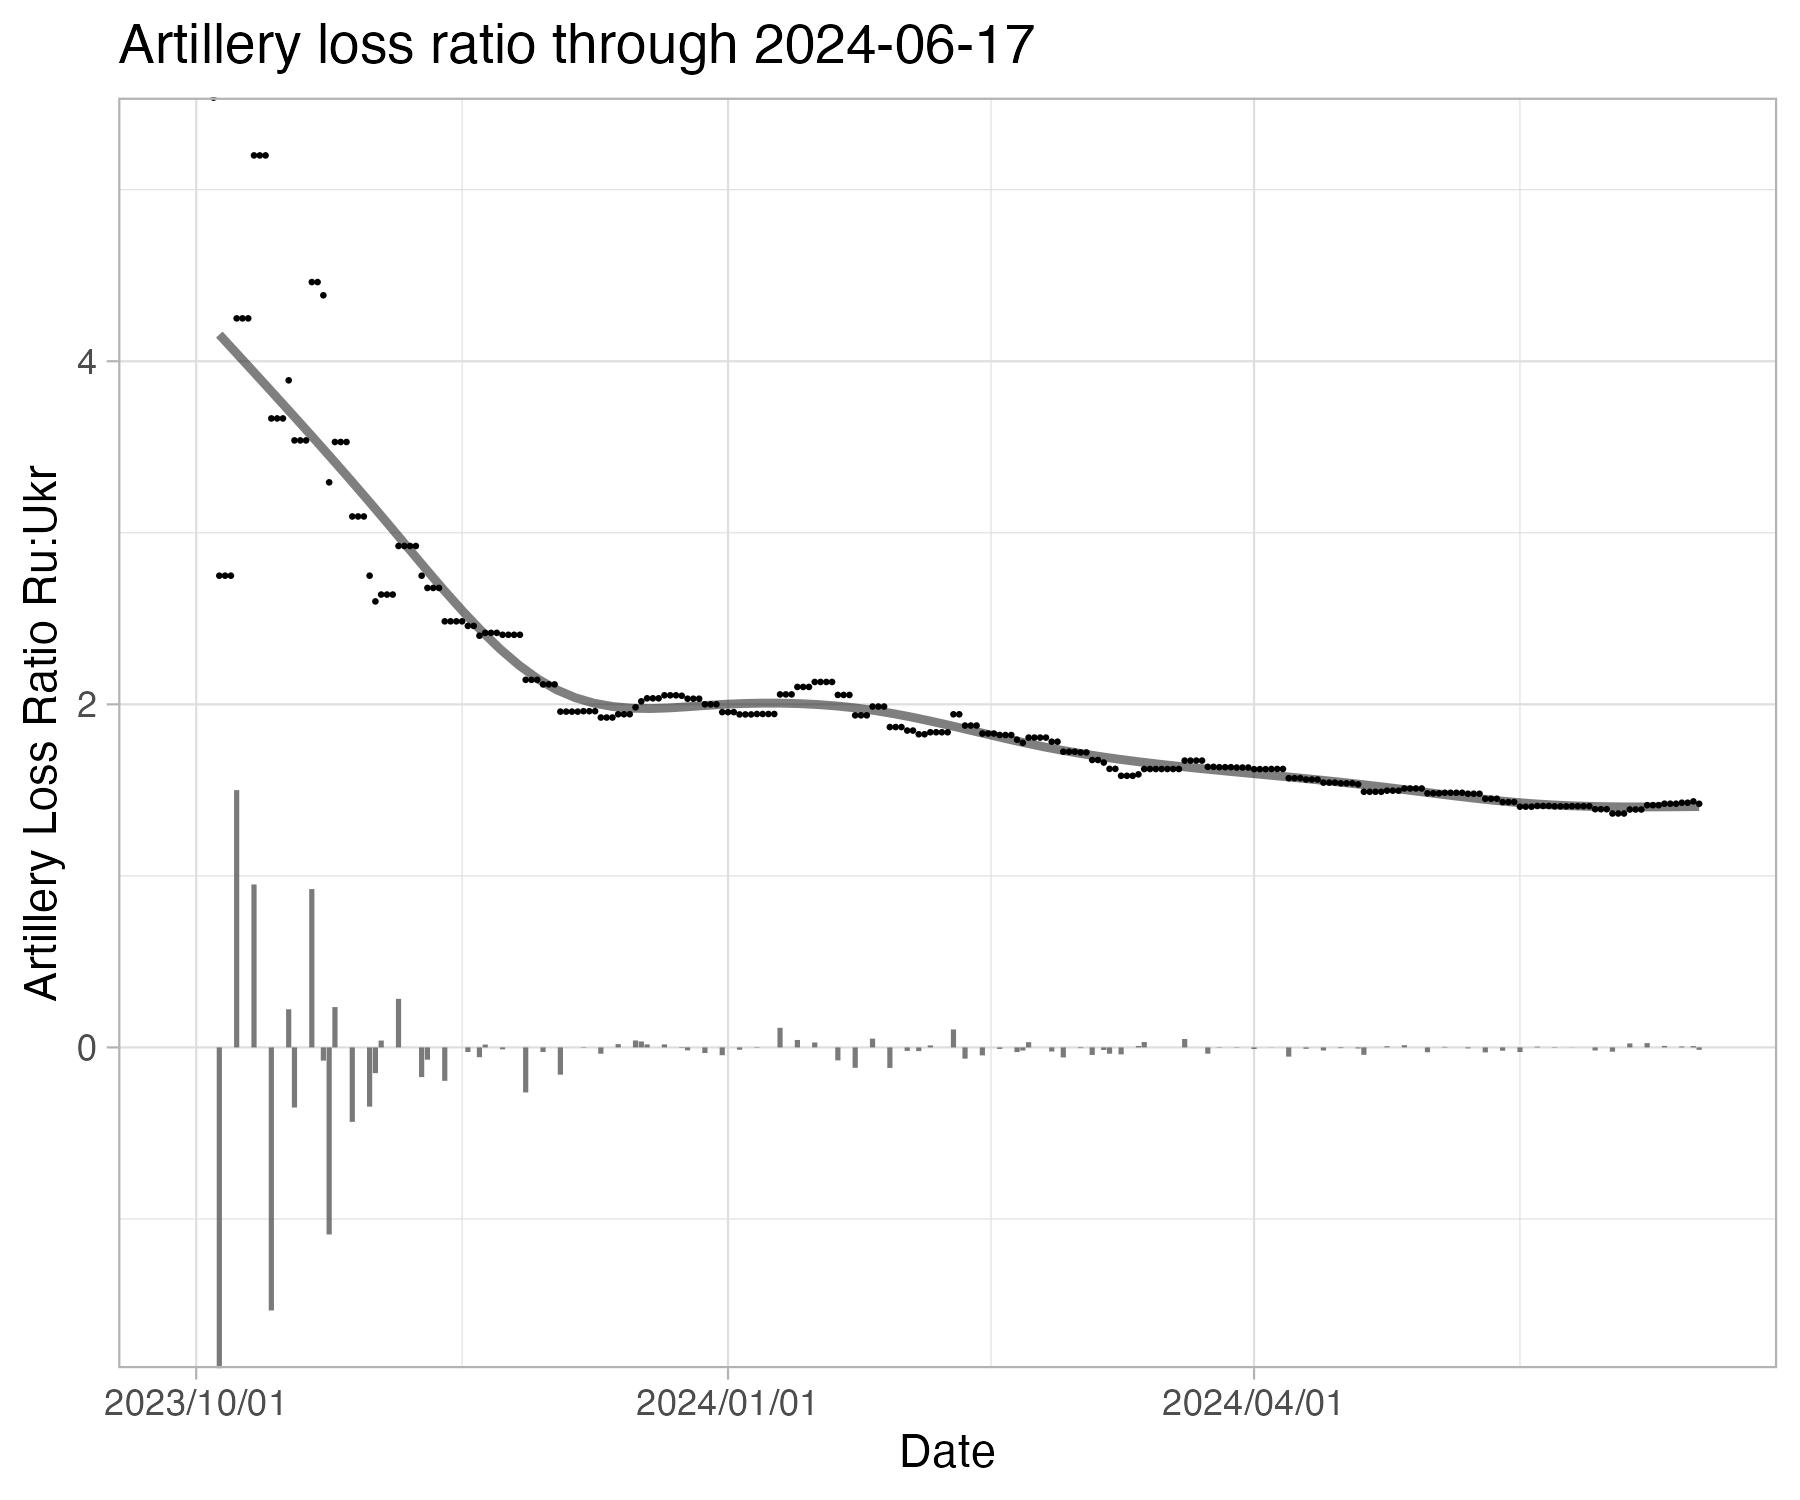 Artillery loss ratio through 2024-06-17
Artillery Loss Ratio Ru:Ukr
4
2
0
2023/10/01
2024/01/01
2024/04/01
Date